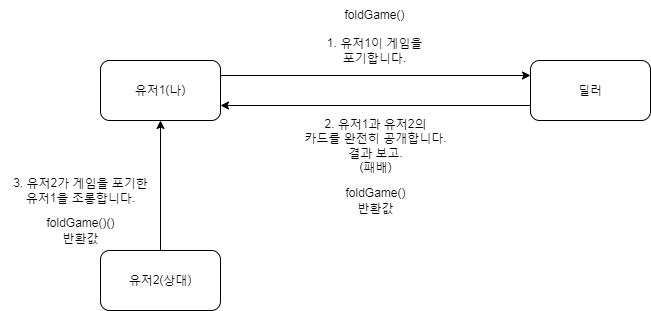 foldGame()
1. 유저1이 게임을
포기합니다.
유저1(나)
딜러
2. 유저1과 유저2의
카드를 완전히 공개합니다.
결과 보고.
(패배)
foldGame()
반환값
3. 유저2가 게임을 포기한
유저1을 조롱합니다.
foldGame()()
반환값
유저2(상대)